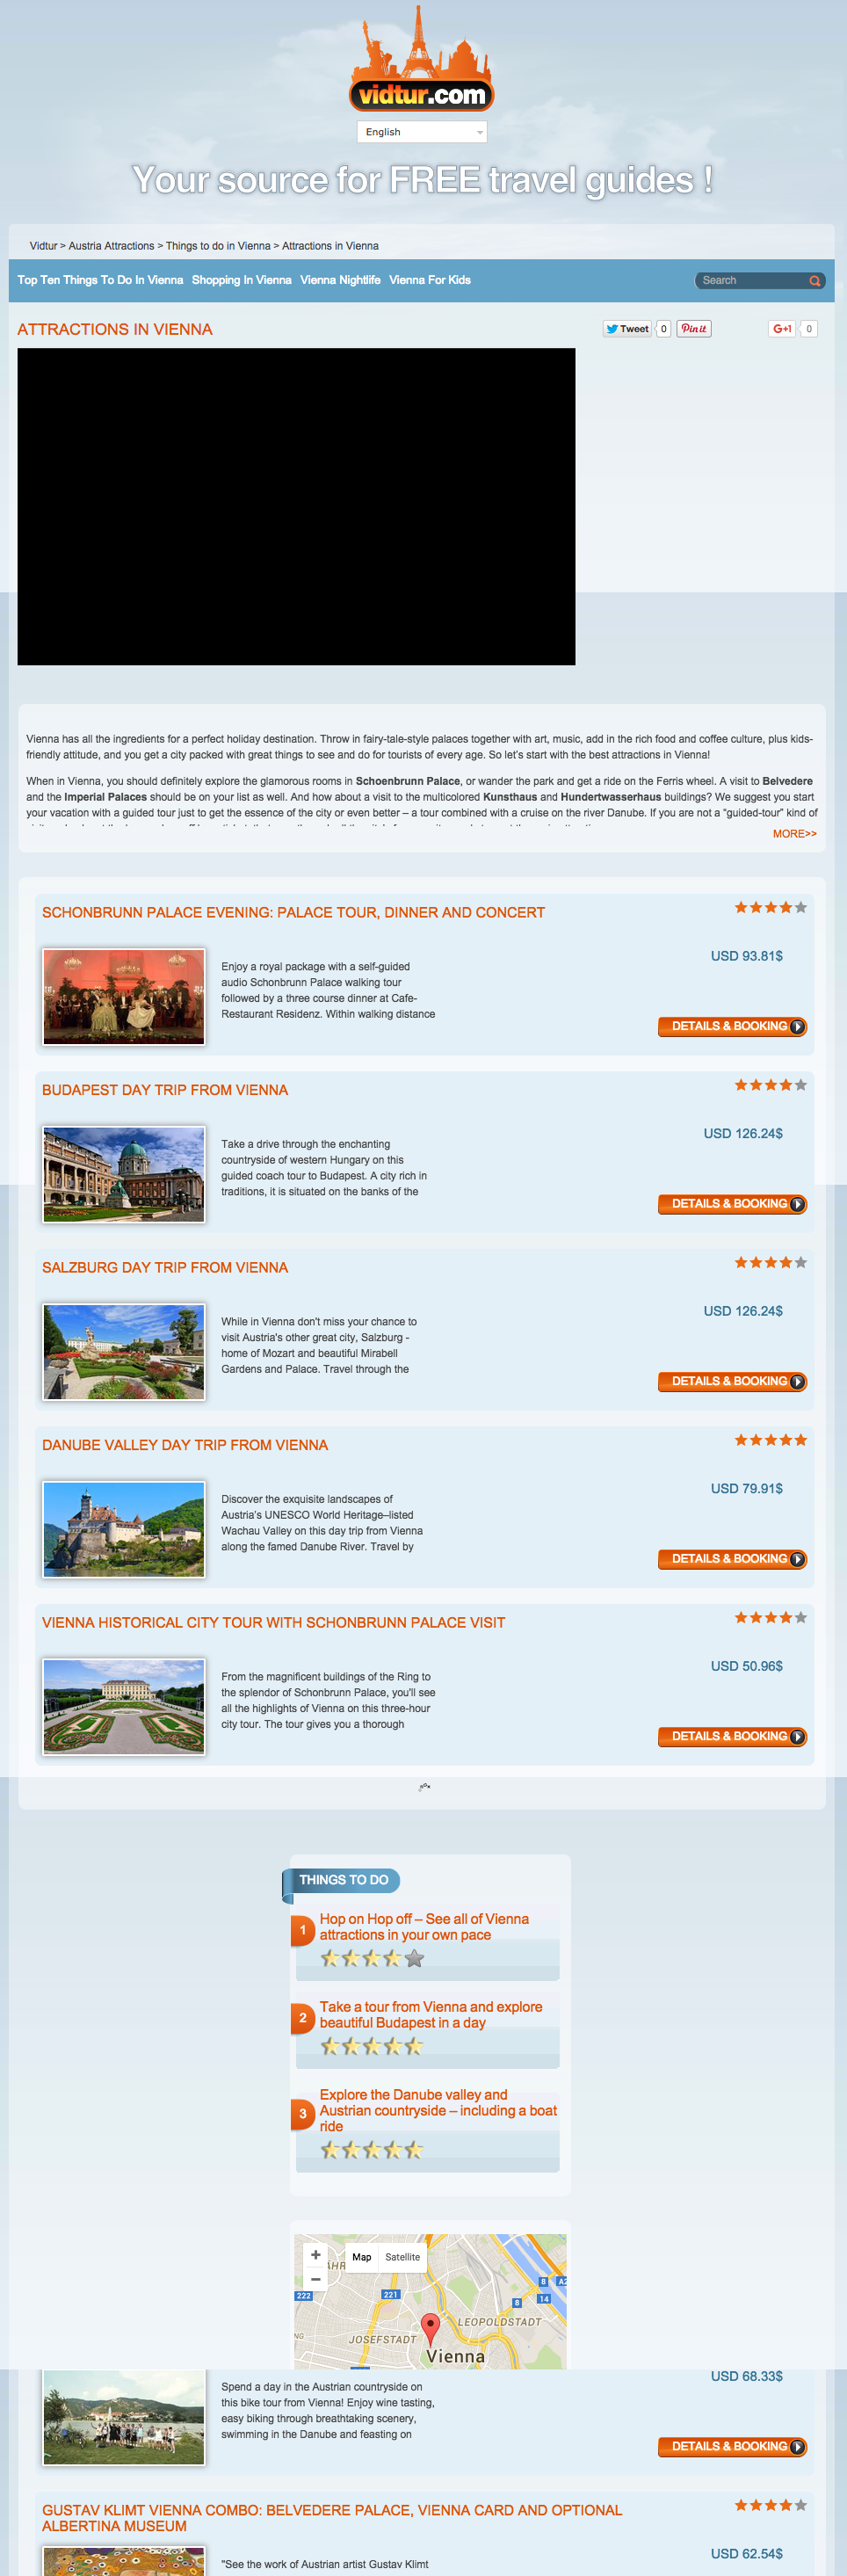 vidtur.com
English
Your source for FREE travel guides !
Vidtur > Austria Attractions > Things to do in Vienna > Attractions in Vienna
Top Ten Things To Do In Vienna Shopping In Vienna Vienna Nightlife Vienna For Kids Search
ATTRACTIONS IN VIENNA
Tweet 0 Pin it G+1 0
Vienna has all the ingredients for a perfect holiday destination. Throw in fairy-tale-style palaces together with art, music, add in the rich food and coffee culture, plus kids-
friendly attitude, and you get a city packed with great things to see and do for tourists of every age. So let's start with the best attractions in Vienna!
When in Vienna, you should definitely explore the glamorous rooms in Schoenbrunn Palace, or wander the park and get a ride on the Ferris wheel. A visit to Belvedere
and the Imperial Palaces should be on your list as well. And how about a visit to the multicolored Kunsthaus and Hundertwasserhaus buildings? We suggest you start
your vacation with a guided tour just to get the essence of the city or even better – a tour combined with a cruise on the river Danube. If you are not a "guided-tour" kind of
MORE>>
SCHONBRUNN PALACE EVENING: PALACE TOUR, DINNER AND CONCERT
Enjoy a royal package with a self-guided
audio Schonbrunn Palace walking tour
followed by a three course dinner at Cafe-
Restaurant Residenz. Within walking distance
USD 93.81$
DETAILS & BOOKING
BUDAPEST DAY TRIP FROM VIENNA
Take a drive through the enchanting
countryside of western Hungary on this
guided coach tour to Budapest. A city rich in
traditions, it is situated on the banks of the
USD 126.24$
DETAILS & BOOKING
SALZBURG DAY TRIP FROM VIENNA
While in Vienna don't miss your chance to
visit Austria's other great city, Salzburg -
home of Mozart and beautiful Mirabell
Gardens and Palace. Travel through the
USD 126.24$
DETAILS & BOOKING
DANUBE VALLEY DAY TRIP FROM VIENNA
Discover the exquisite landscapes of
Austria's UNESCO World Heritage–listed
Wachau Valley on this day trip from Vienna
along the famed Danube River. Travel by
USD 79.91$
DETAILS & BOOKING
VIENNA HISTORICAL CITY TOUR WITH SCHONBRUNN PALACE VISIT
From the magnificent buildings of the Ring to
the splendor of Schonbrunn Palace, you'll see
all the highlights of Vienna on this three-hour
city tour. The tour gives you a thorough
USD 50.96$
DETAILS & BOOKING
THINGS TO DO
1
Hop on Hop off – See all of Vienna
attractions in your own pace
2
Take a tour from Vienna and explore
beautiful Budapest in a day
3
Explore the Danube valley and
Austrian countryside – including a boat
ride
+ Map Satellite
−
222 221 8 A2
8 14
LEOPOLDSTADT
JOSEFSTADT
Vienna
Spend a day in the Austrian countryside on
this bike tour from Vienna! Enjoy wine tasting,
easy biking through breathtaking scenery,
swimming in the Danube and feasting on
USD 68.33$
DETAILS & BOOKING
GUSTAV KLIMT VIENNA COMBO: BELVEDERE PALACE, VIENNA CARD AND OPTIONAL
ALBERTINA MUSEUM
"See the work of Austrian artist Gustav Klimt
USD 62.54$